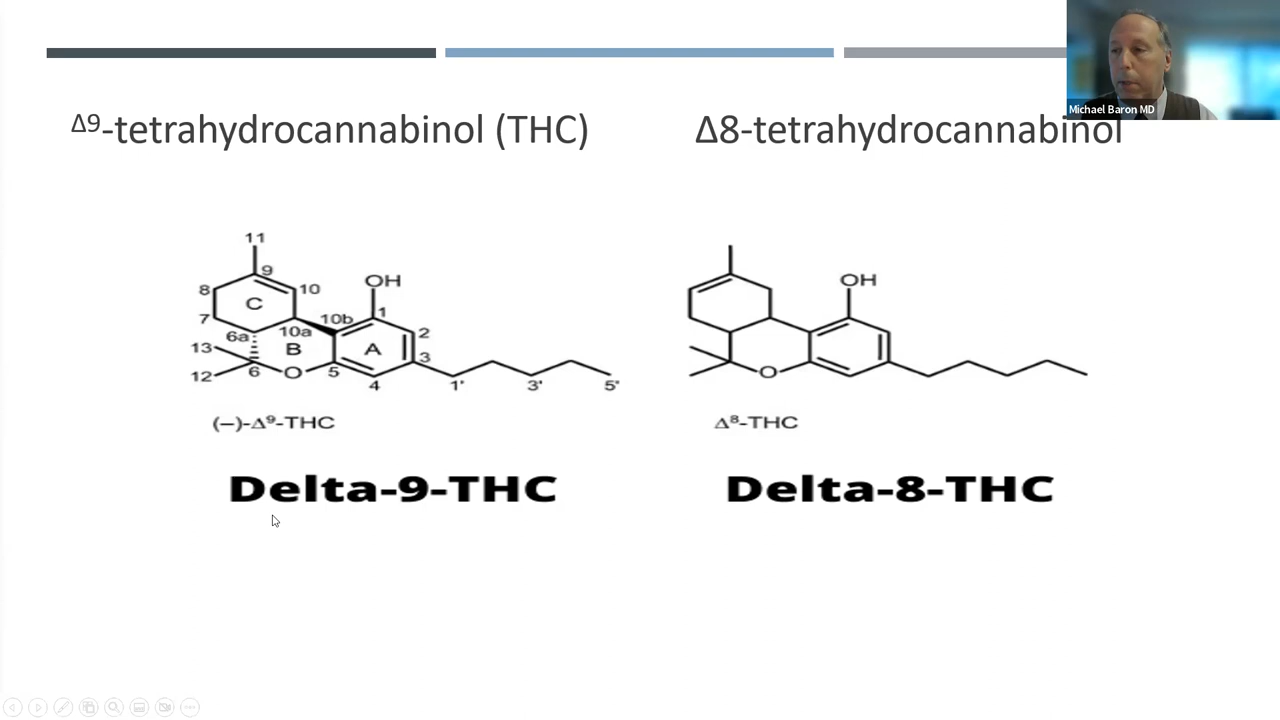 Michael Baron MD
Δ9-tetrahydrocannabinol (THC)
Δ8-tetrahydrocannabinol
11
9
8
10
OH
C
7
10b
1
6a
10a
2
13
B
A
3
12
6
O
5
4
1'
3'
5'
(–)-Δ⁹-THC
Delta-9-THC
OH
O
Δ⁸-THC
Delta-8-THC